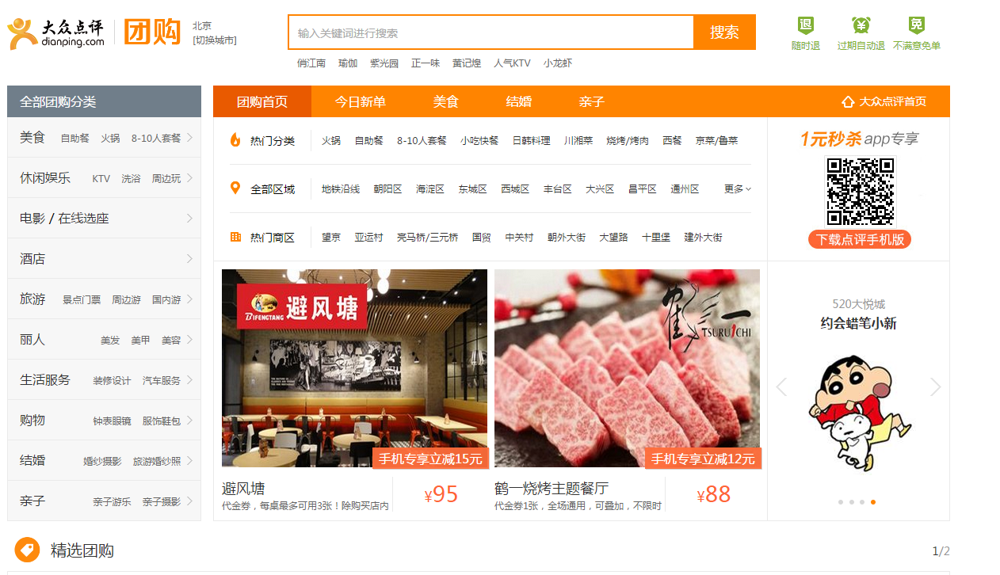 大众点评
dianping.com
团购
北京
[切换城市]
输入关键词进行搜索
搜索
俏江南 瑜伽 紫光园 正一味 黄记煌 人气KTV 小龙虾
退 ¥ 免
随时退 过期自动退 不满意免单
全部团购分类
团购首页 今日新单 美食 结婚 亲子 大众点评首页
美食 自助餐 火锅 8-10人套餐
休闲娱乐 KTV 洗浴 周边玩
电影 / 在线选座
酒店
旅游 景点门票 周边游 国内游
丽人 美发 美甲 美容
生活服务 装修设计 汽车服务
购物 钟表眼镜 服饰鞋包
结婚 婚纱摄影 旅游婚纱照
亲子 亲子游乐 亲子摄影
热门分类 火锅 自助餐 8-10人套餐 小吃快餐 日韩料理 川湘菜 烧烤/烤肉 西餐 京菜/鲁菜
全部区域 地铁沿线 朝阳区 海淀区 东城区 西城区 丰台区 大兴区 昌平区 通州区 更多
热门商区 望京 亚运村 亮马桥/三元桥 国贸 中关村 朝外大街 大望路 十里堡 建外大街
1元秒杀app专享
下载点评手机版
避风塘
BIFENGTANG
手机专享立减15元
避风塘
代金券，每桌最多可用3张！除购买店内
¥95
鹤一
TSURUICHI
手机专享立减12元
鹤一烧烤主题餐厅
代金券1张，全场通用，可叠加，不限时
¥88
520大悦城
约会蜡笔小新
精选团购
1/2